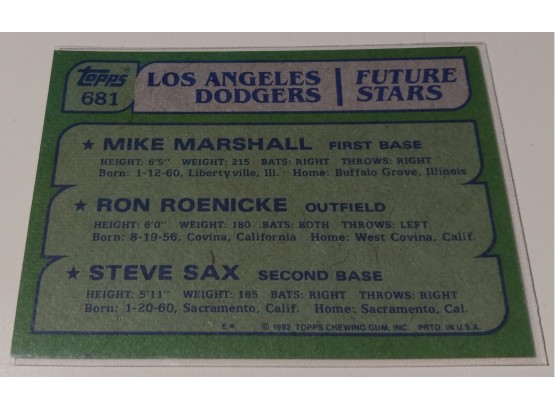 topps
681
LOS ANGELES DODGERS
FUTURE STARS
★ MIKE MARSHALL FIRST BASE
HEIGHT: 6'5" WEIGHT: 215 BATS: RIGHT THROWS: RIGHT
Born: 1-12-60, Libertyville, Ill. Home: Buffalo Grove, Illinois
★ RON ROENICKE OUTFIELD
HEIGHT: 6'0" WEIGHT: 180 BATS: BOTH THROWS: LEFT
Born: 8-19-56, Covina, California Home: West Covina, Calif.
★ STEVE SAX SECOND BASE
HEIGHT: 5'11" WEIGHT: 185 BATS: RIGHT THROWS: RIGHT
Born: 1-20-60, Sacramento, Calif. Home: Sacramento, Cal.
E* © 1982 TOPPS CHEWING GUM, INC. PRTD. IN U.S.A.